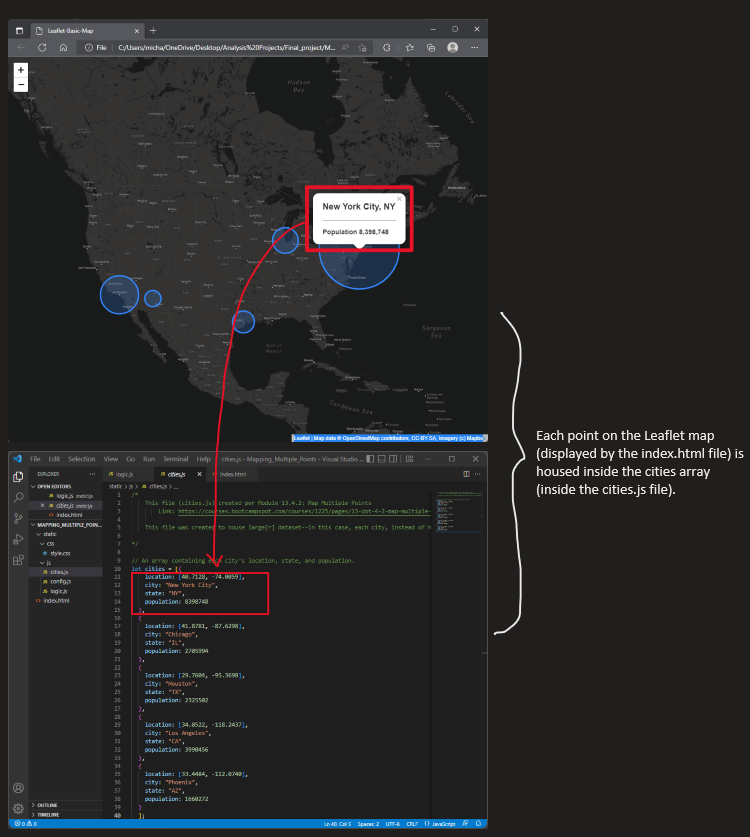 Leaflet-Basic-Map
File
C:/Users/micha/OneDrive/Desktop/Analysis%20Projects/Final_project/M...
+
−
Hudson
Bay
Labrador Sea
New York City, NY
Population 8,398,748
Sargasso
Sea
Gulf of
Mexico
Caribbean Sea
Leaflet | Map data © OpenStreetMap contributors, CC-BY-SA, Imagery (c) Mapbox
Each point on the Leaflet map
(displayed by the index.html file) is
housed inside the cities array
(inside the cities.js file).
File Edit Selection View Go Run Terminal Help
cities.js - Mapping_Multiple_Points - Visual Studio ...
EXPLORER
OPEN EDITORS
logic.js static\js
cities.js static\js
index.html
MAPPING_MULTIPLE_POIN...
static
css
style.css
js
cities.js
config.js
logic.js
index.html
OUTLINE
TIMELINE
logic.js
cities.js
index.html
static > js > cities.js > ...
1 /*
2 This file (cities.js) created per Module 13.4.2: Map Multiple Points
3 link: https://courses.bootcampspot.com/courses/1225/pages/13-dot-4-2-map-multiple-
4
5 This file was created to house large[r] dataset--in this case, each city, instead of h
6
7 */
8
9 // An array containing each city's location, state, and population.
10 let cities = [{
11 location: [40.7128, -74.0059],
12 city: "New York City",
13 state: "NY",
14 population: 8398748
15 },
16 {
17 location: [41.8781, -87.6298],
18 city: "Chicago",
19 state: "IL",
20 population: 2705994
21 },
22 {
23 location: [29.7604, -95.3698],
24 city: "Houston",
25 state: "TX",
26 population: 2325502
27 },
28 {
29 location: [34.0522, -118.2437],
30 city: "Los Angeles",
31 state: "CA",
32 population: 3990456
33 },
34 {
35 location: [33.4484, -112.0740],
36 city: "Phoenix",
37 state: "AZ",
38 population: 1660272
39 }
40 ];
0 0
Ln 40, Col 5 Spaces: 2 UTF-8 CRLF {} JavaScript